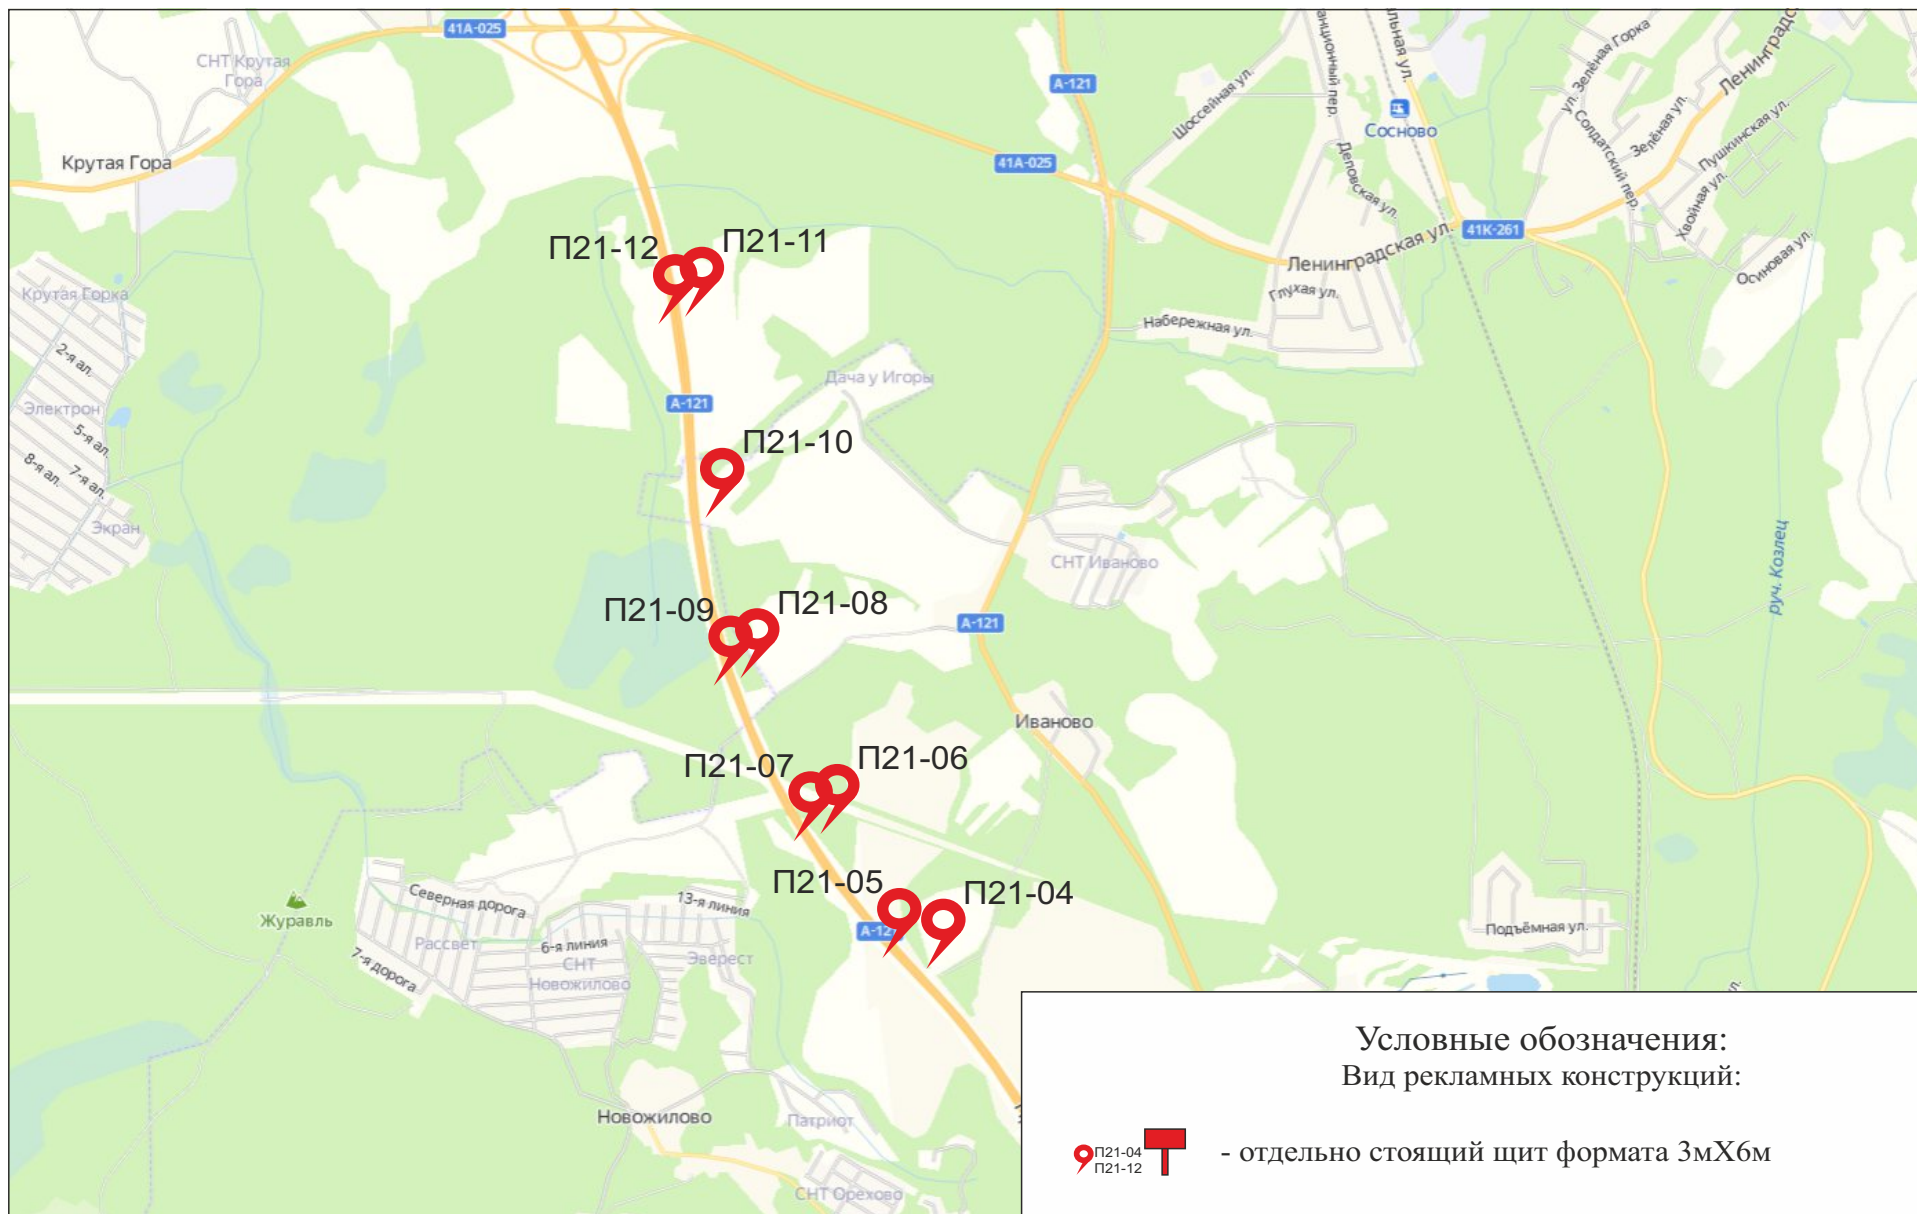 41А-025
СНТ Крутая
Гора
Крутая Гора
Крутая Горка
2-я ал.
Электрон
5-я ал.
7-я ал.
8-я ал.
Экран
П21-12
П21-11
А-121
Дача у Игоры
П21-10
П21-09
П21-08
П21-07
П21-06
П21-05
П21-04
А-12
А-121
41А-025
Шоссейная ул.
Деповская ул.
Сосново
ул. Зелёная Горка
Солдатский пер.
Зелёная ул.
Пушкинская ул.
Хвойная ул.
Осиновая ул.
41К-261
Ленинградская ул.
Глухая ул.
Набережная ул.
СНТ Иваново
А-121
Иваново
руч. Козлец
Подъёмная ул.
Журавль
Северная дорога
Рассвет
7-я дорога
6-я линия
СНТ
Новожилово
13-я линия
Эверест
Новожилово
Патриот
СНТ Орехово
Условные обозначения:
Вид рекламных конструкций:
П21-04
П21-12
- отдельно стоящий щит формата 3мХ6м